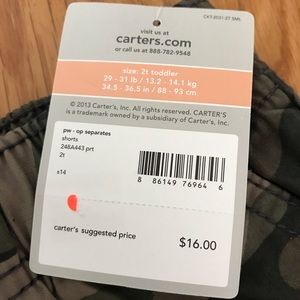 CKT-2031-2T SML
visit us at
carters.com
or call us at 888-782-9548
size: 2t toddler
29 - 31 lb / 13.2 - 14.1 kg
34.5 - 36.5 in / 88 - 93 cm
© 2013 Carter's, Inc. All rights reserved. CARTER'S
is a trademark owned by a subsidiary of Carter's, Inc.
pw - op separates
shorts
248A443 prt
2t
s14
8 86149 76964 6
carter's suggested price
$16.00